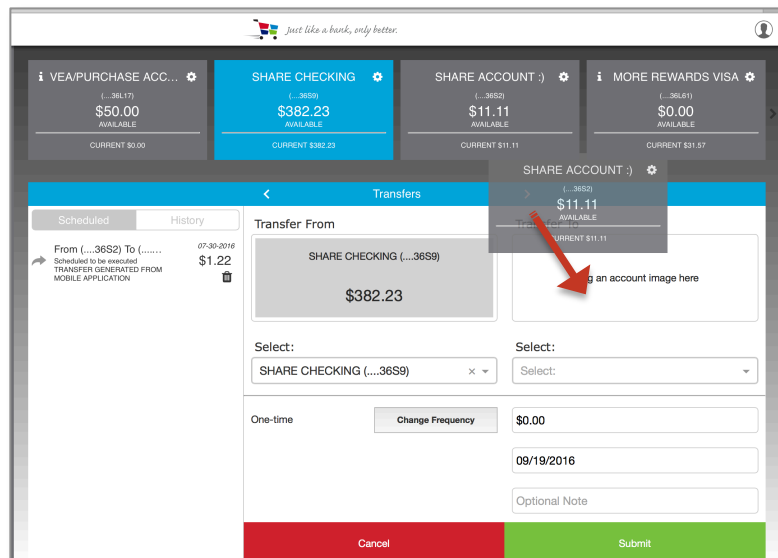 Just like a bank, only better.
VEA/PURCHASE ACC...
(....36L17)
$50.00
AVAILABLE
CURRENT $0.00
SHARE CHECKING
(....36S9)
$382.23
AVAILABLE
CURRENT $382.23
SHARE ACCOUNT :)
(....36S2)
$11.11
AVAILABLE
CURRENT $11.11
MORE REWARDS VISA
(....36L61)
$0.00
AVAILABLE
CURRENT $31.57
SHARE ACCOUNT :)
(....36S2)
$11.11
AVAILABLE
CURRENT $11.11
Transfers
Scheduled History
From (....36S2) To (......
07-30-2016
Scheduled to be executed
$1.22
TRANSFER GENERATED FROM
MOBILE APPLICATION
Transfer From
SHARE CHECKING (....36S9)
$382.23
Select:
SHARE CHECKING (....36S9)
Transfer To
an account image here
Select:
Select:
One-time
Change Frequency
$0.00
09/19/2016
Optional Note
Cancel
Submit